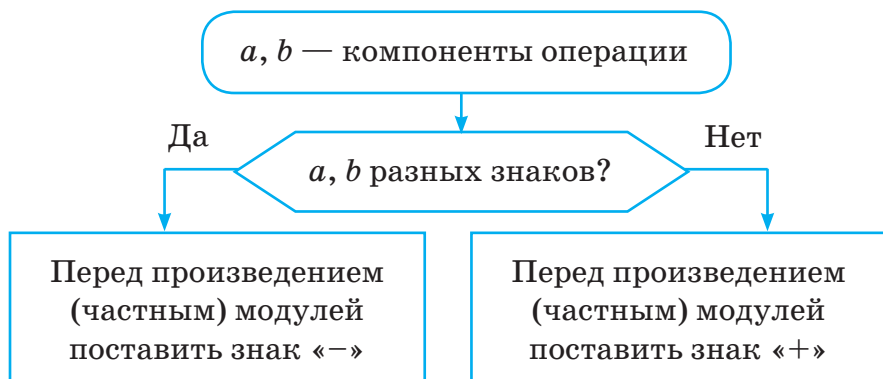 a, b — компоненты операции
Да
Нет
a, b разных знаков?
Перед произведением
(частным) модулей
поставить знак «−»
Перед произведением
(частным) модулей
поставить знак «+»